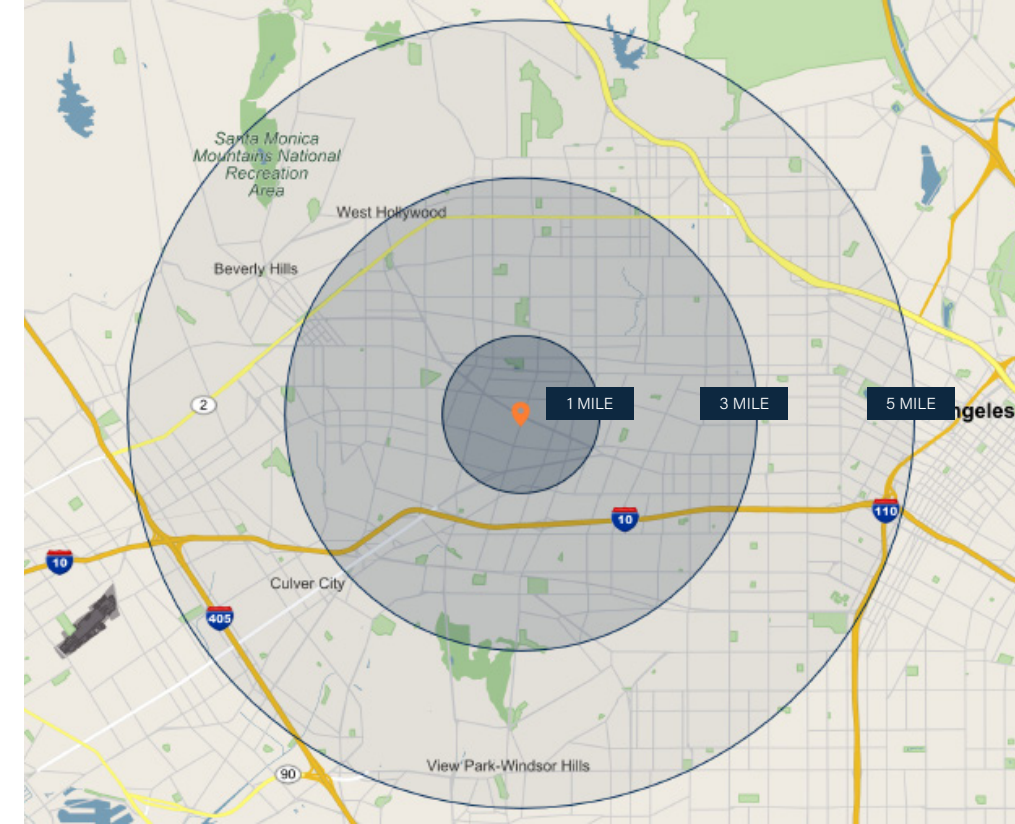 Santa Monica
Mountains National
Recreation
Area
West Hollywood
Beverly Hills
2
1 MILE
3 MILE
5 MILE
ngeles
110
10
10
Culver City
405
View Park-Windsor Hills
90